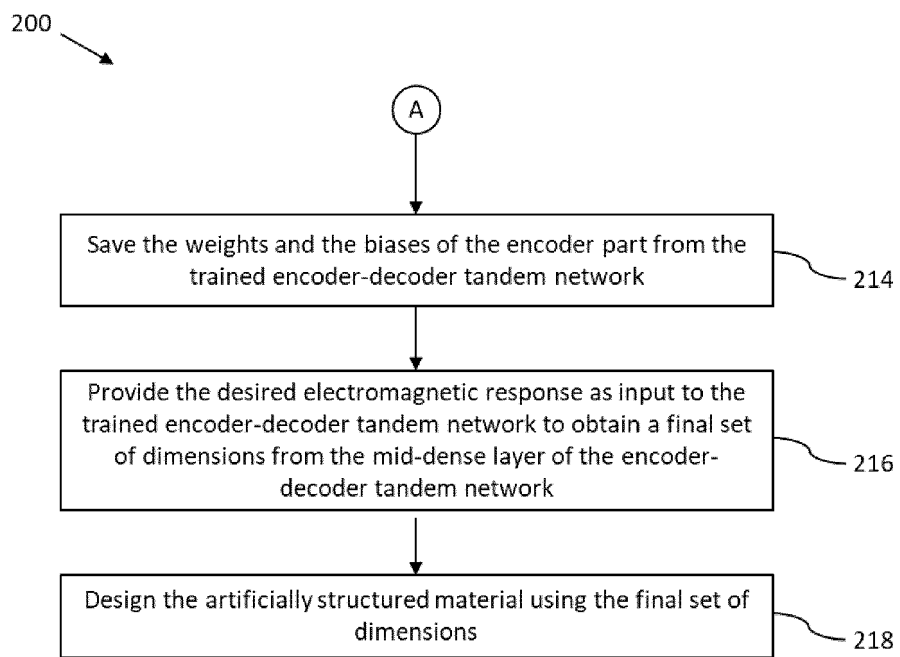 200
A
Save the weights and the biases of the encoder part from the
trained encoder-decoder tandem network
214
Provide the desired electromagnetic response as input to the
trained encoder-decoder tandem network to obtain a final set
of dimensions from the mid-dense layer of the encoder-
decoder tandem network
216
Design the artificially structured material using the final set of
dimensions
218